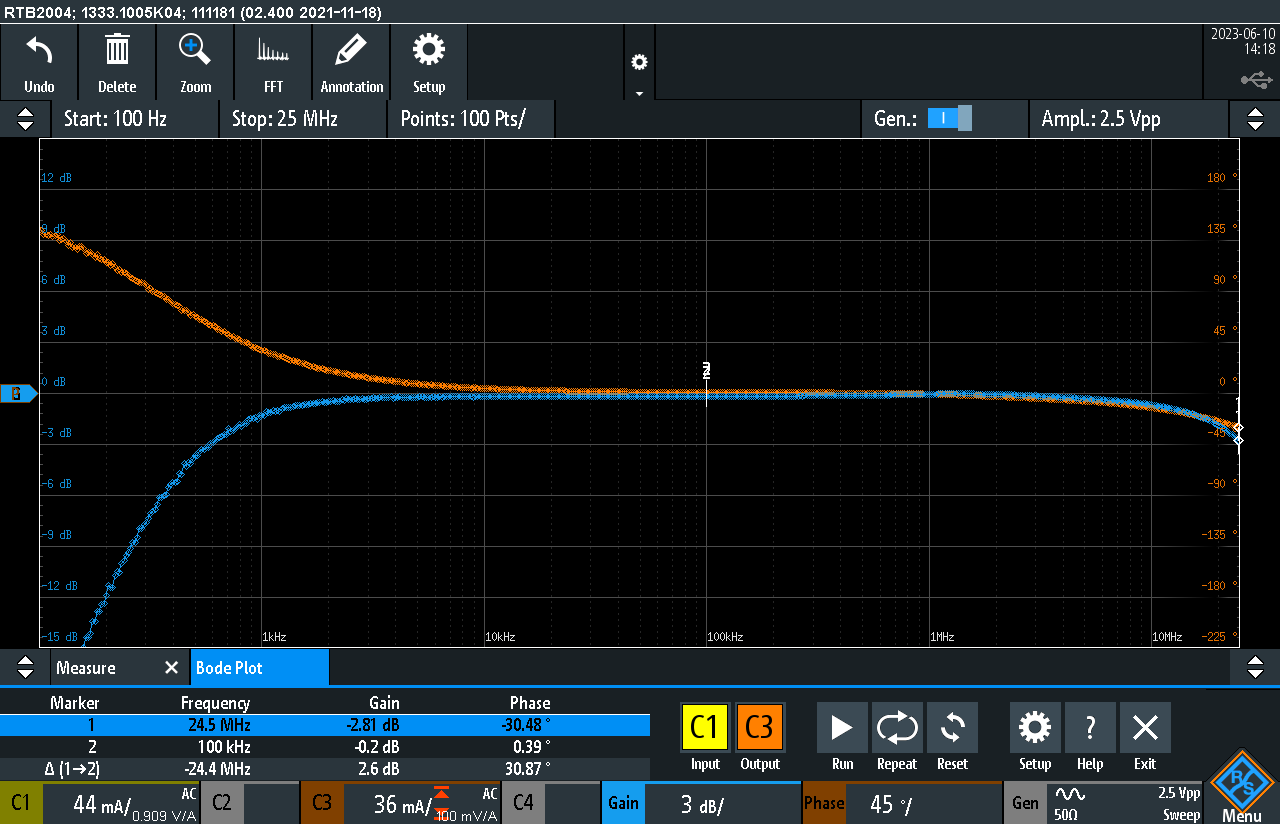 RTB2004; 1333.1005K04; 111181 (02.400 2021-11-18)
Undo Delete Zoom FFT Annotation Setup
2023-06-10
14:18
Start: 100 Hz Stop: 25 MHz Points: 100 Pts/ Gen.: I Ampl.: 2.5 Vpp
12 dB 180 °
9 dB 135 °
6 dB 90 °
3 dB 45 °
0 dB 0 °
-3 dB -45 °
-6 dB -90 °
-9 dB -135 °
-12 dB -180 °
-15 dB 1kHz 10kHz 100kHz 1MHz 10MHz -225 °
Measure Bode Plot
Marker Frequency Gain Phase
1 24.5 MHz -2.81 dB -30.48 °
2 100 kHz -0.2 dB 0.39 °
Δ (1→2) -24.4 MHz 2.6 dB 30.87 °
C1 C3
Input Output Run Repeat Reset Setup Help Exit
C1 44 mA/ AC 0.909 V/A C2 C3 36 mA/ AC 100 mV/A C4 Gain 3 dB/ Phase 45 °/ Gen 50Ω 2.5 Vpp Sweep
R&S
Menu